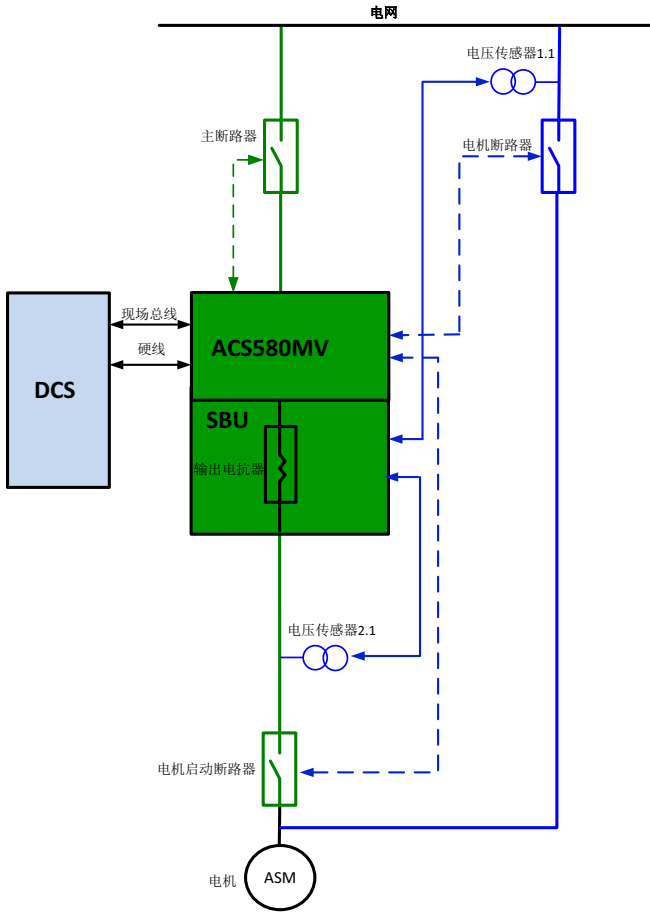 电网
电压传感器1.1
主断路器
电机断路器
现场总线
ACS580MV
硬线
DCS
SBU
输出电抗器
电压传感器2.1
电机启动断路器
电机
ASM